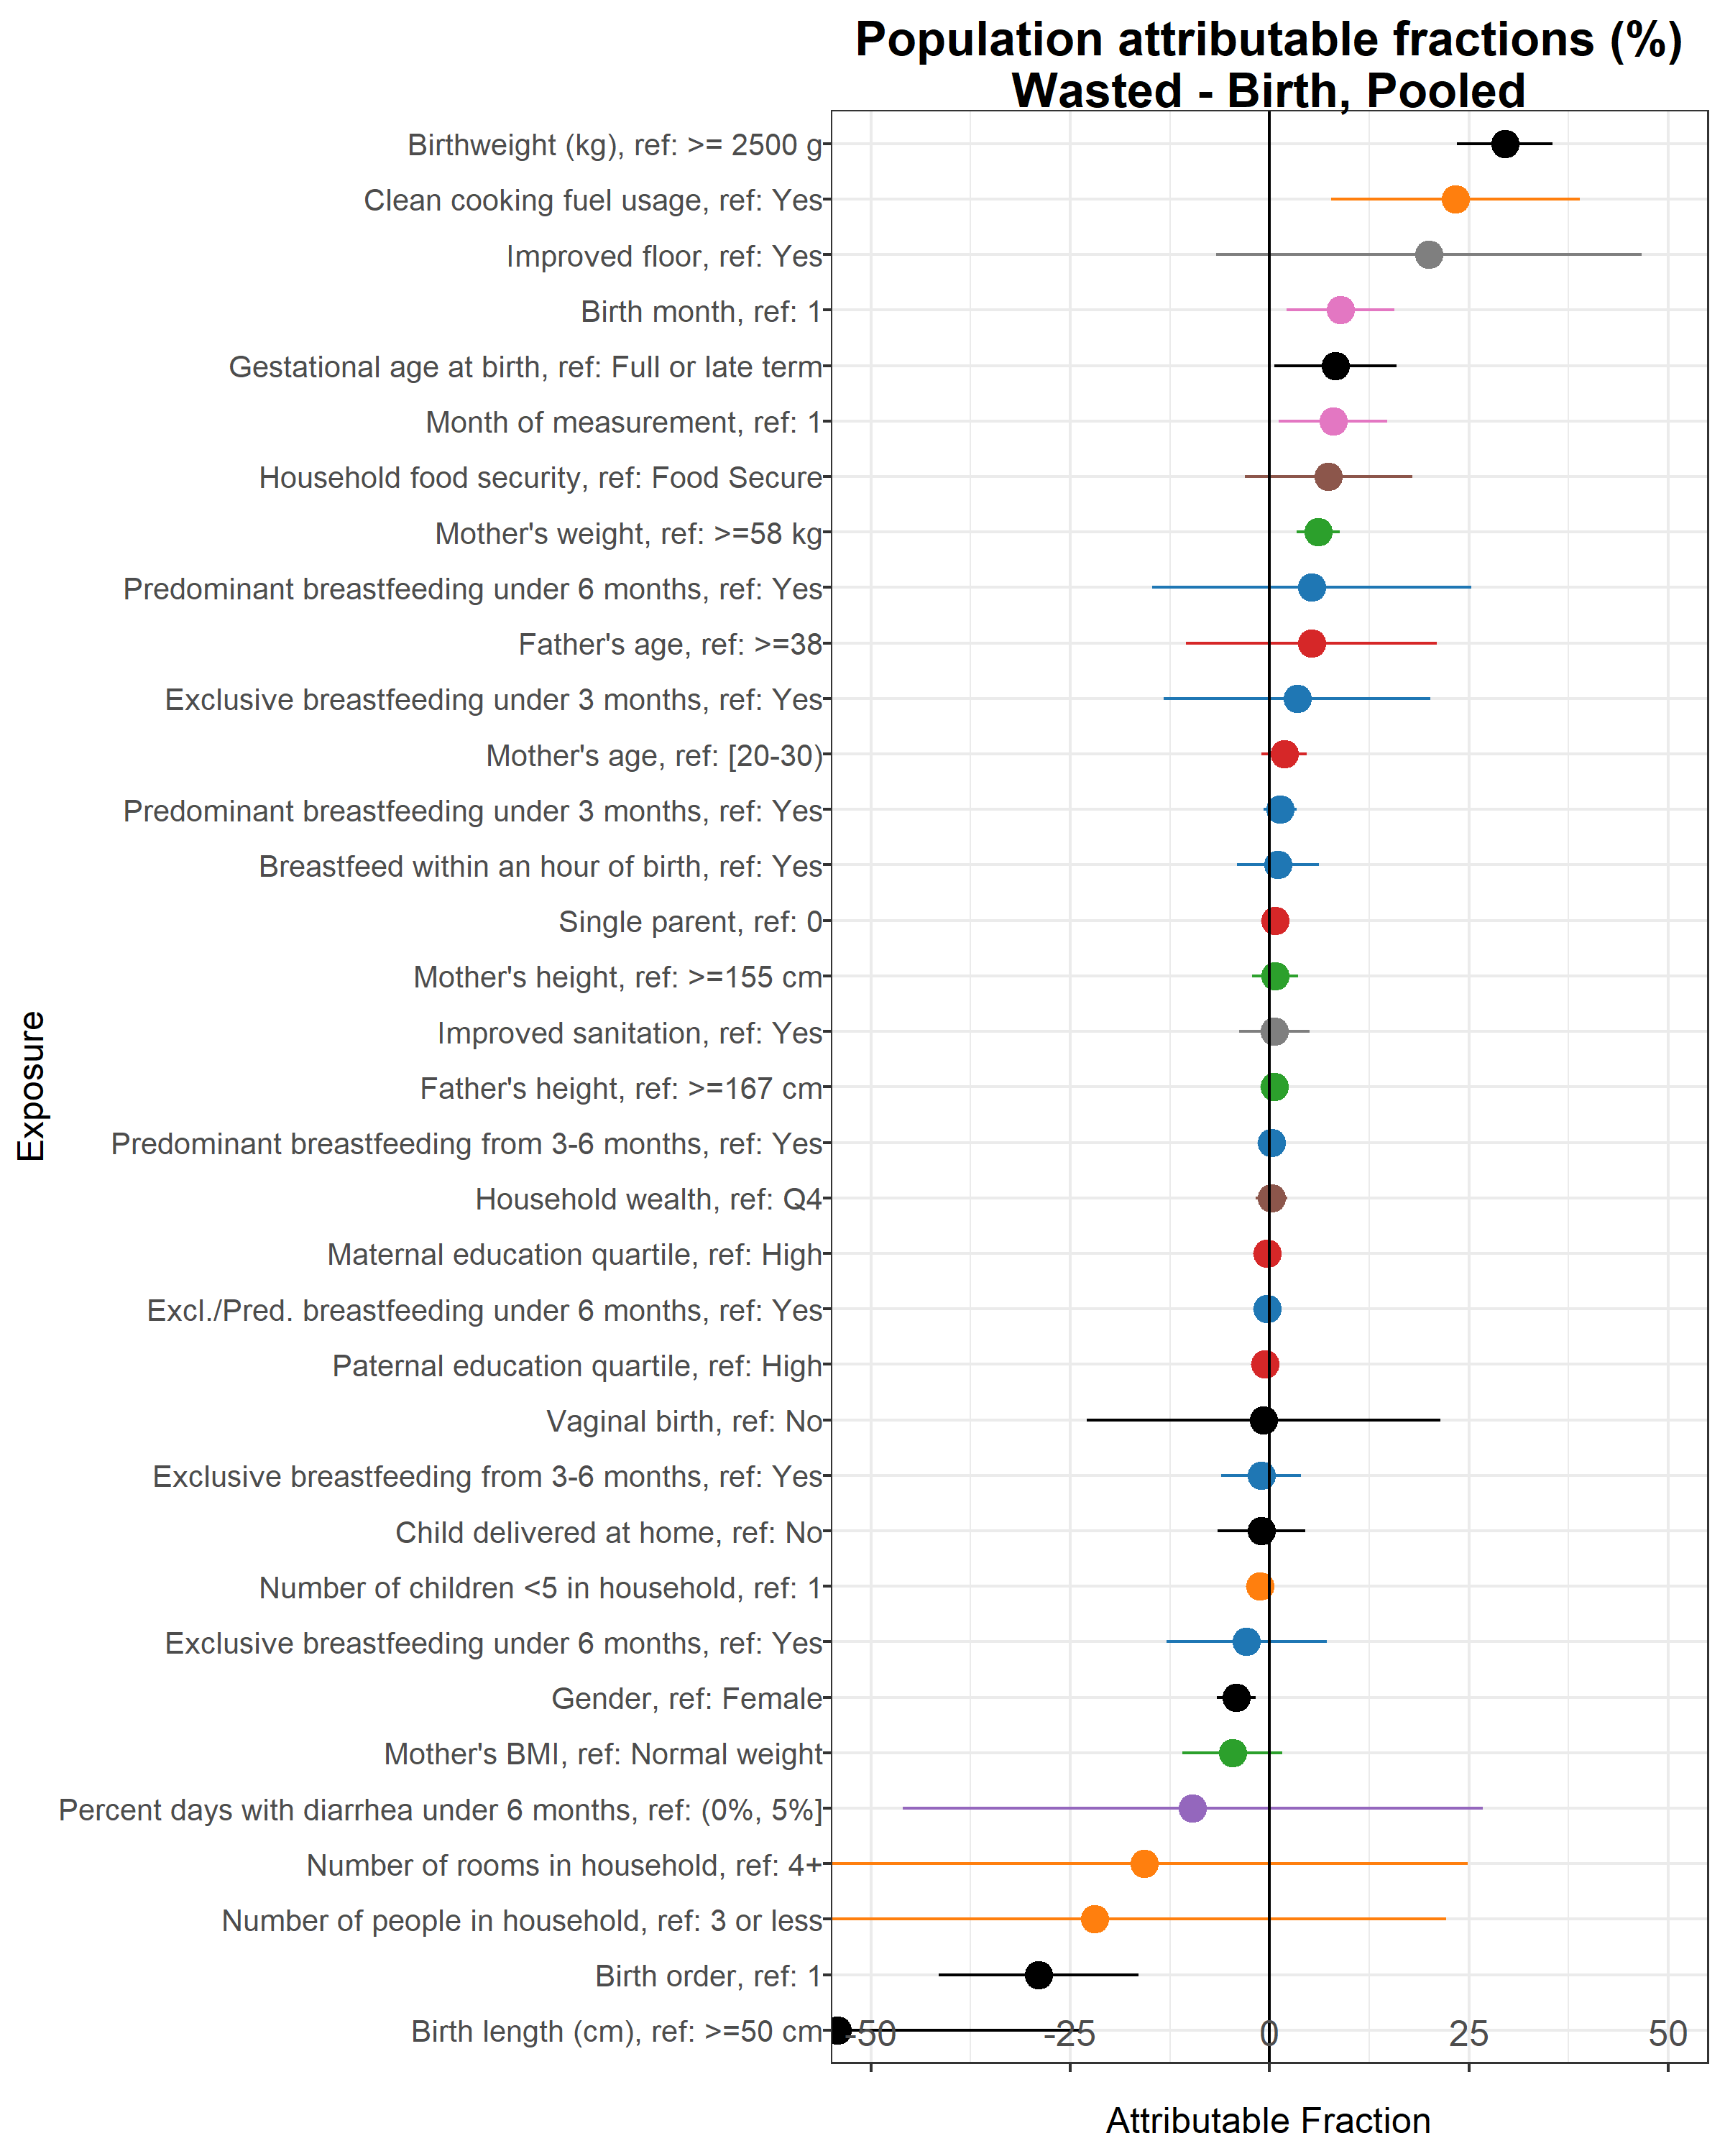 Population attributable fractions (%)
Wasted - Birth, Pooled
Birthweight (kg), ref: >= 2500 g
Clean cooking fuel usage, ref: Yes
Improved floor, ref: Yes
Birth month, ref: 1
Gestational age at birth, ref: Full or late term
Month of measurement, ref: 1
Household food security, ref: Food Secure
Mother's weight, ref: >=58 kg
Predominant breastfeeding under 6 months, ref: Yes
Father's age, ref: >=38
Exclusive breastfeeding under 3 months, ref: Yes
Mother's age, ref: [20-30)
Predominant breastfeeding under 3 months, ref: Yes
Breastfeed within an hour of birth, ref: Yes
Single parent, ref: 0
Mother's height, ref: >=155 cm
Improved sanitation, ref: Yes
Father's height, ref: >=167 cm
Predominant breastfeeding from 3-6 months, ref: Yes
Household wealth, ref: Q4
Maternal education quartile, ref: High
Excl./Pred. breastfeeding under 6 months, ref: Yes
Paternal education quartile, ref: High
Vaginal birth, ref: No
Exclusive breastfeeding from 3-6 months, ref: Yes
Child delivered at home, ref: No
Number of children <5 in household, ref: 1
Exclusive breastfeeding under 6 months, ref: Yes
Gender, ref: Female
Mother's BMI, ref: Normal weight
Percent days with diarrhea under 6 months, ref: (0%, 5%]
Number of rooms in household, ref: 4+
Number of people in household, ref: 3 or less
Birth order, ref: 1
Birth length (cm), ref: >=50 cm
Exposure
-50 -25 0 25 50
Attributable Fraction